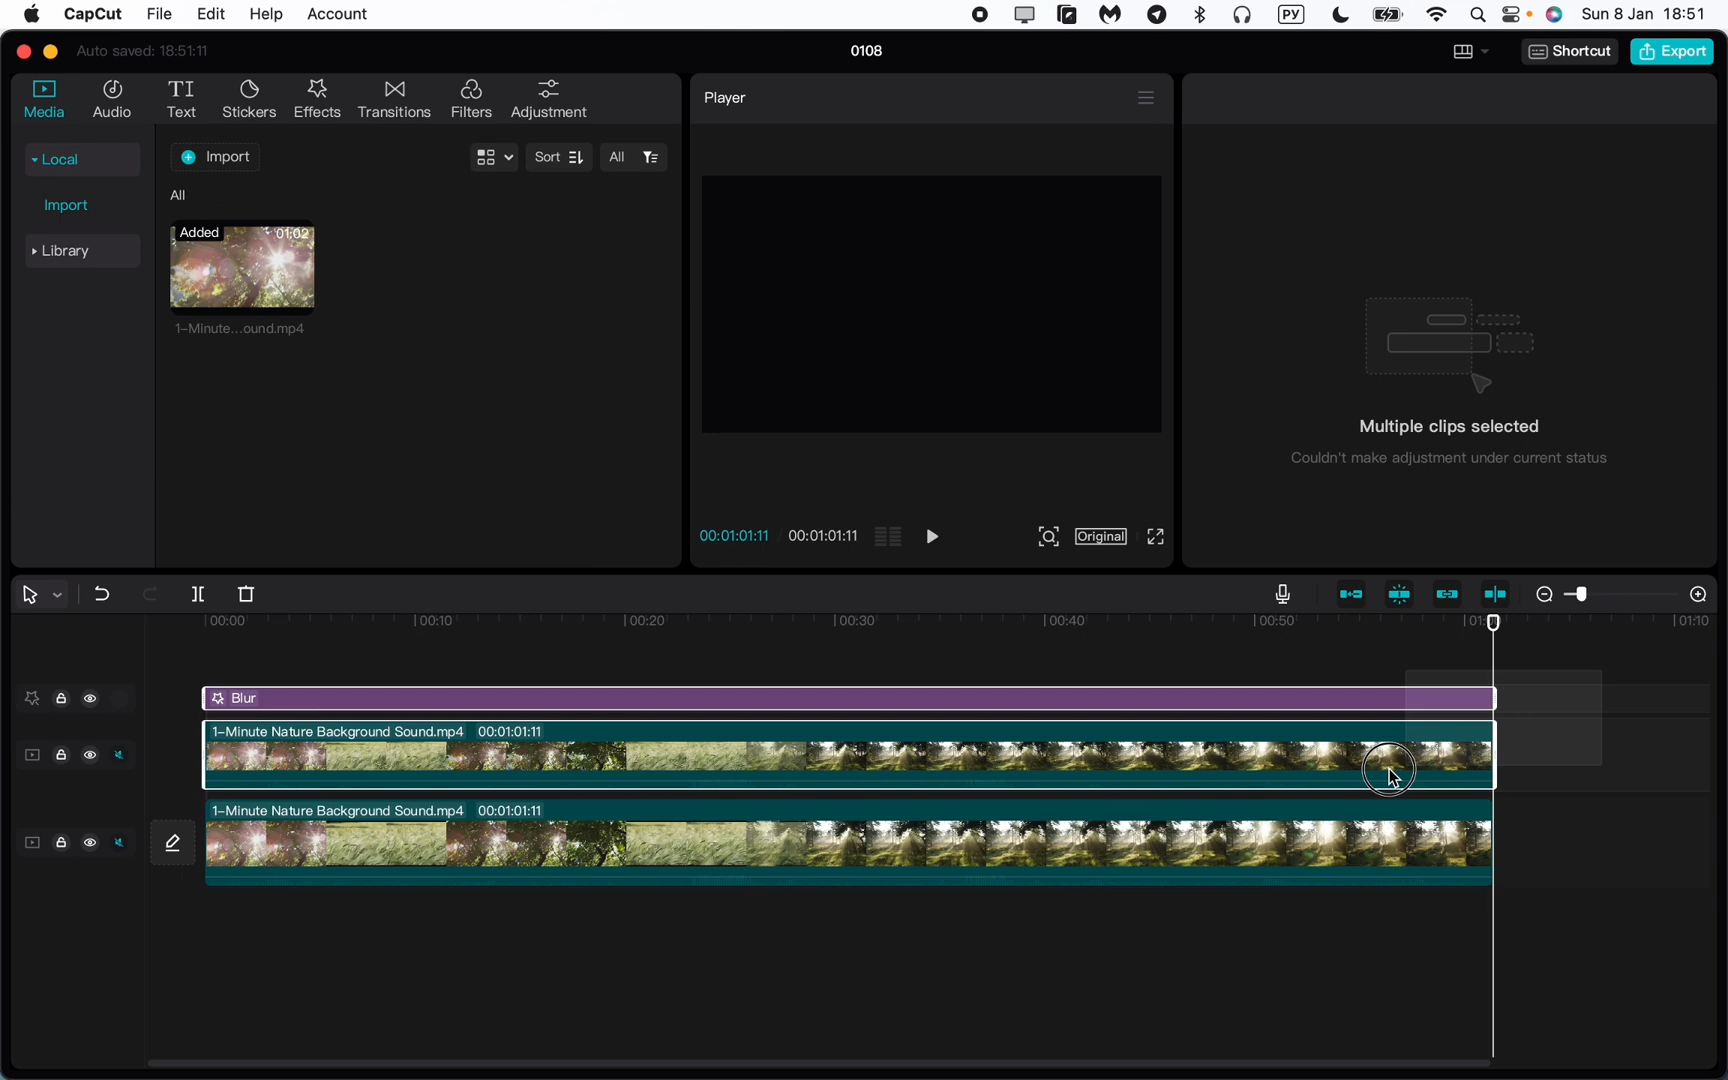 CapCut File Edit Help Account РУ Sun 8 Jan 18:51
Auto saved: 18:51:11 0108 Shortcut Export
Media Audio TI Text Stickers Effects Transitions Filters Adjustment
Player
Local
Import Sort All
All
Import
Library
Added 01:02
1-Minute...ound.mp4
Multiple clips selected
Couldn't make adjustment under current status
00:01:01:11 / 00:01:01:11 Original
00:00 00:10 00:20 00:30 00:40 00:50 01:10
Blur
1-Minute Nature Background Sound.mp4 00:01:01:11
1-Minute Nature Background Sound.mp4 00:01:01:11